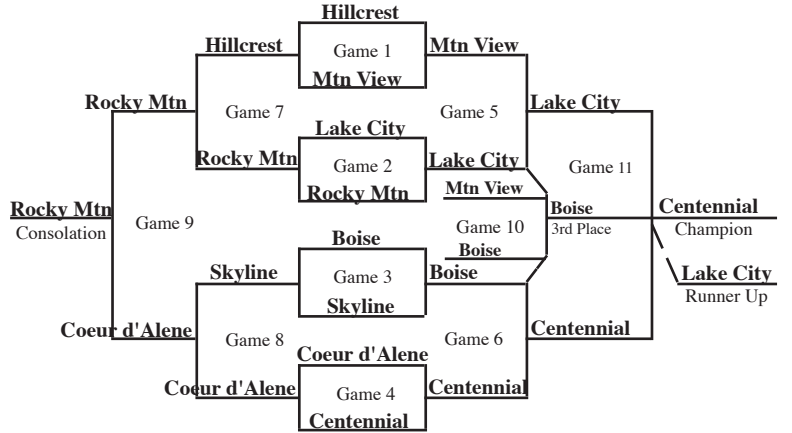 Hillcrest
Hillcrest Game 1 Mtn View
Mtn View
Rocky Mtn Game 7 Game 5 Lake City
Lake City
Rocky Mtn Game 2 Lake City Game 11
Rocky Mtn Mtn View
Rocky Mtn Boise Centennial
Consolation Game 9 Game 10 3rd Place Champion
Boise Boise
Skyline Game 3 Boise Lake City
Skyline Runner Up
Coeur d'Alene Game 8 Game 6 Centennial
Coeur d'Alene
Coeur d'Alene Game 4 Centennial
Centennial